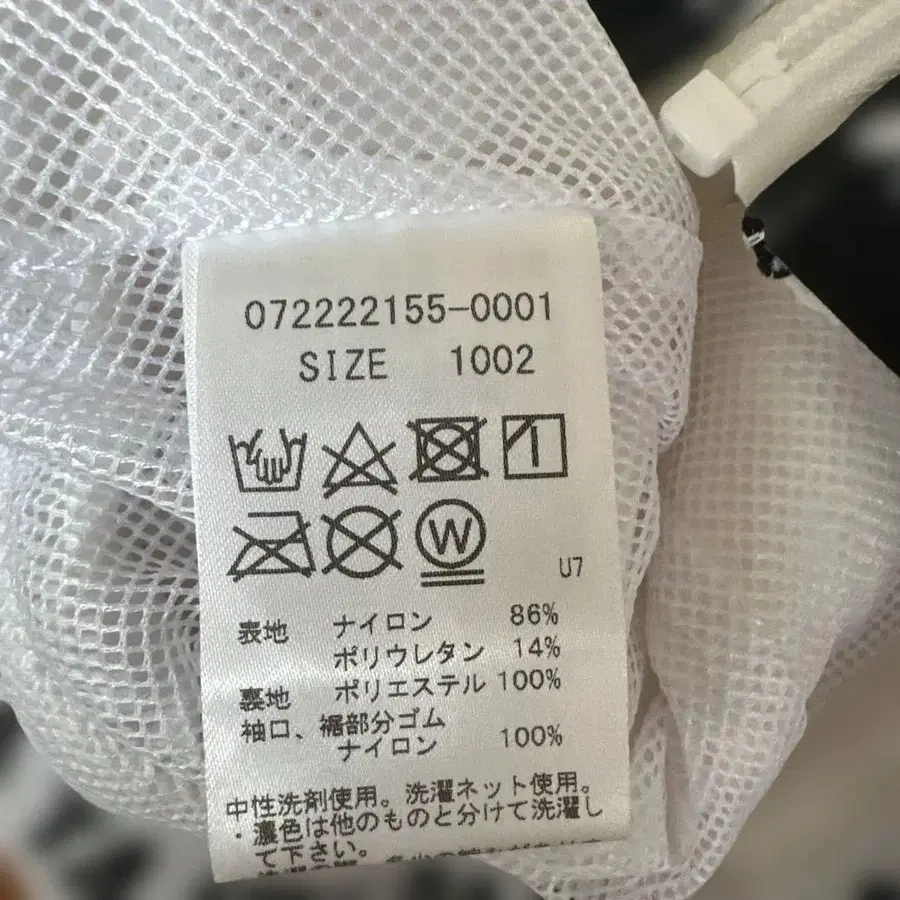 072222155-0001
SIZE 1002
W
U7
表地 ナイロン 86%
ポリウレタン 14%
裏地 ポリエステル 100%
袖口、裾部分ゴム
ナイロン 100%
中性洗剤使用。洗濯ネット使用。
・濃色は他のものと分けて洗濯し
て下さい。